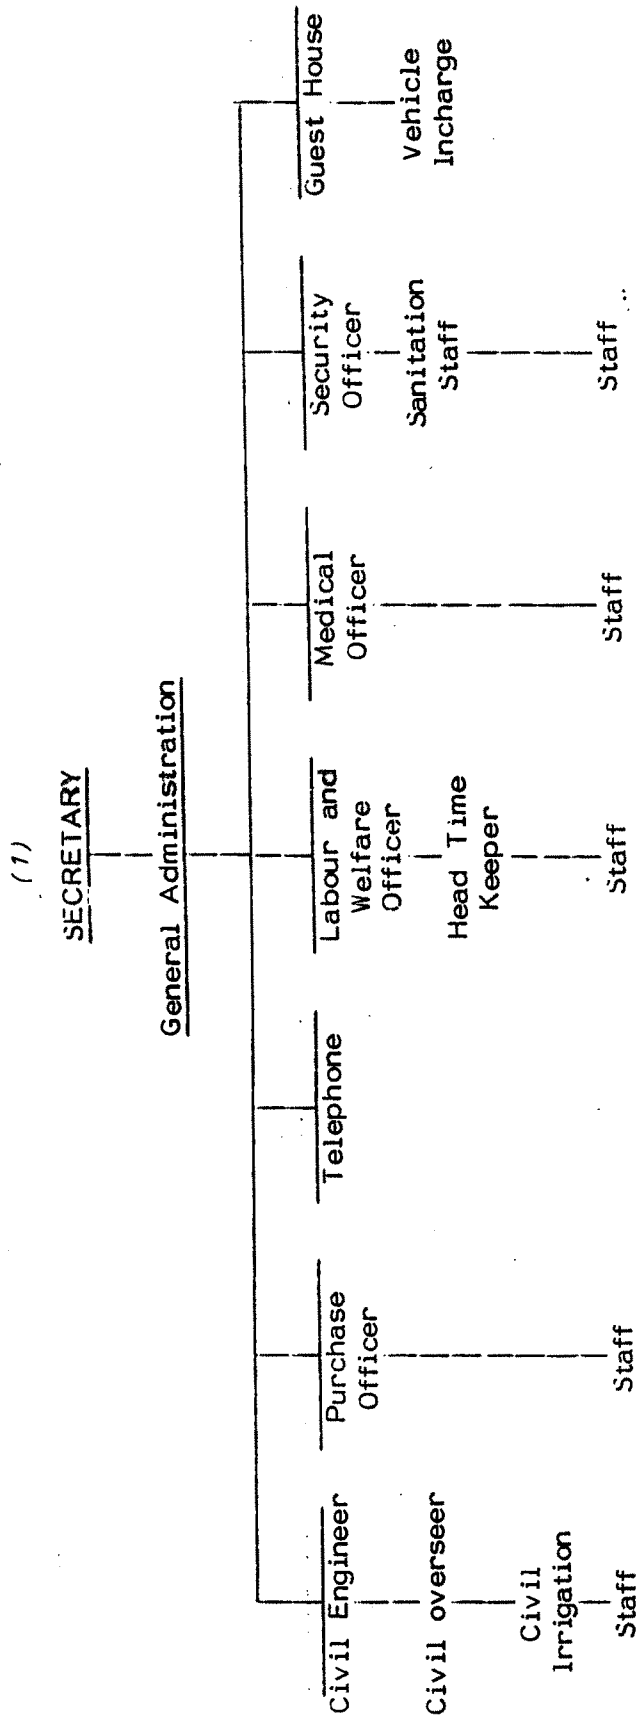 (1)
SECRETARY
General Administration
Civil Engineer
Civil overseer
Civil
Irrigation
Staff
Purchase
Officer
Staff
Telephone
Labour and
Welfare
Officer
Head Time
Keeper
Staff
Medical
Officer
Staff
Security
Officer
Sanitation
Staff
Staff
Guest House
Vehicle
Incharge